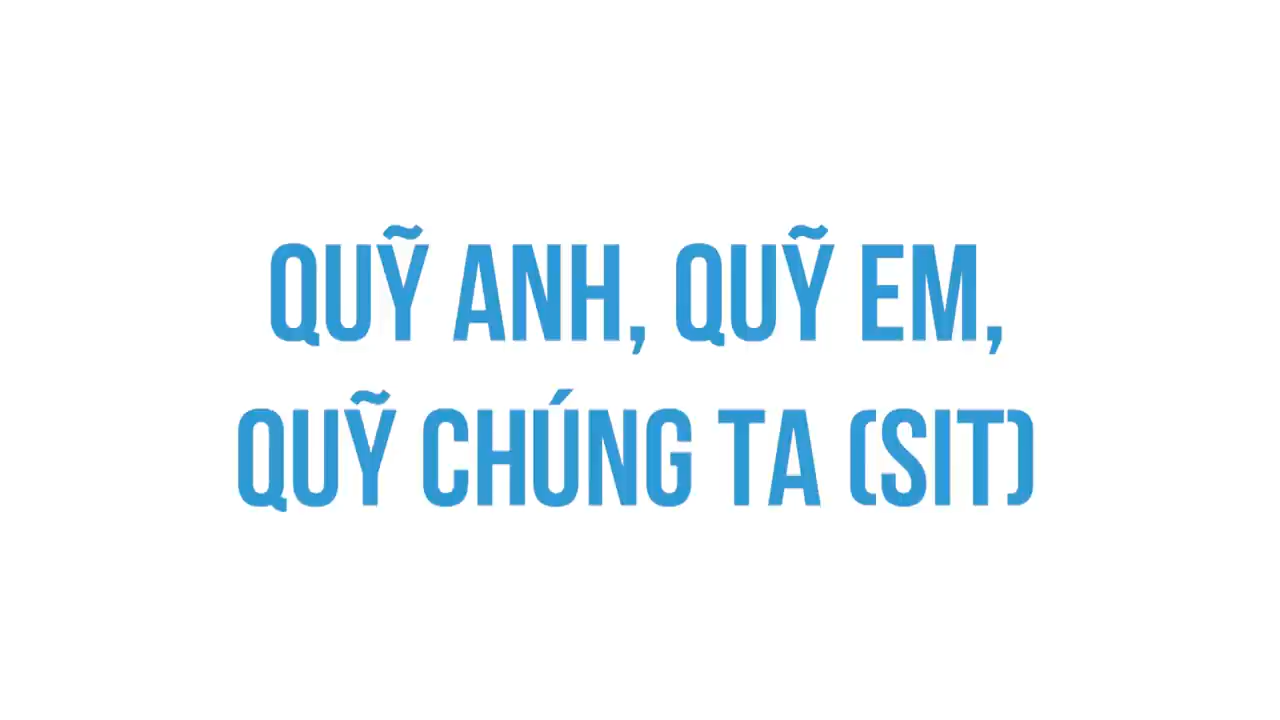 QUỸ ANH, QUỸ EM,
QUỸ CHÚNG TA (SIT)